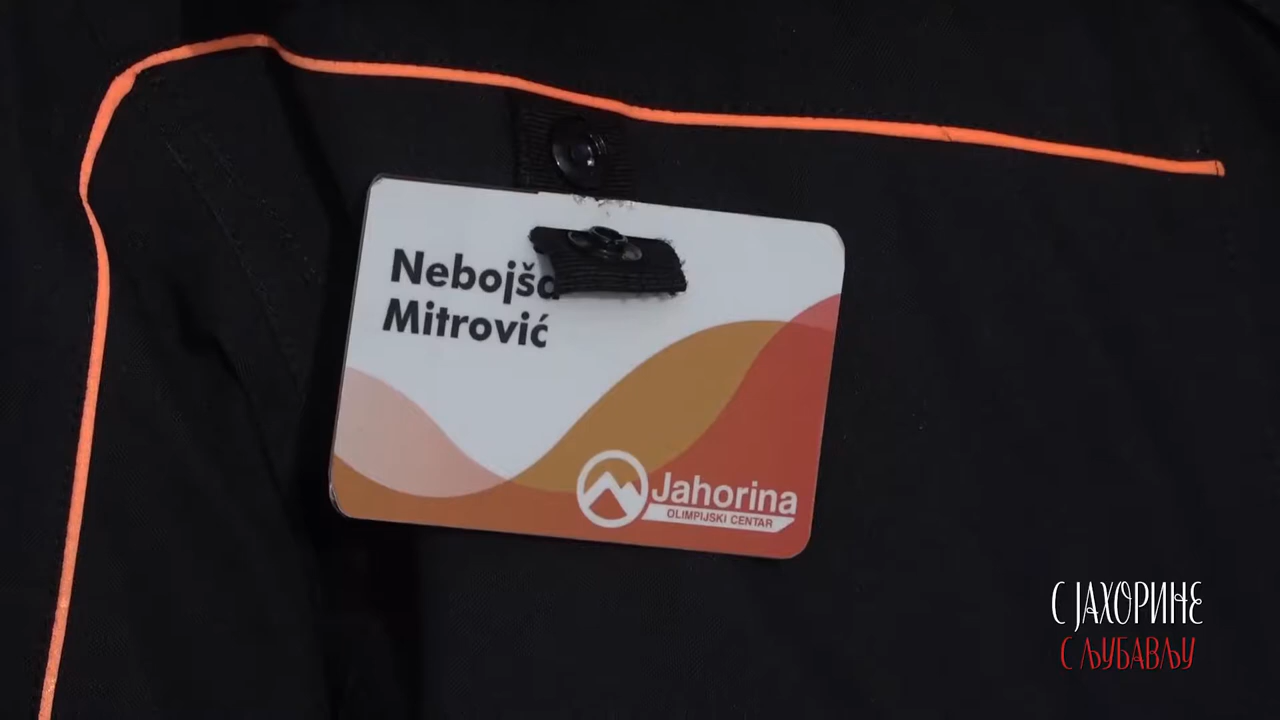 Nebojša
Mitrović
Jahorina
OLIMPIJSKI CENTAR
С ЈАХОРИНЕ
С ЉУБАВЉУ